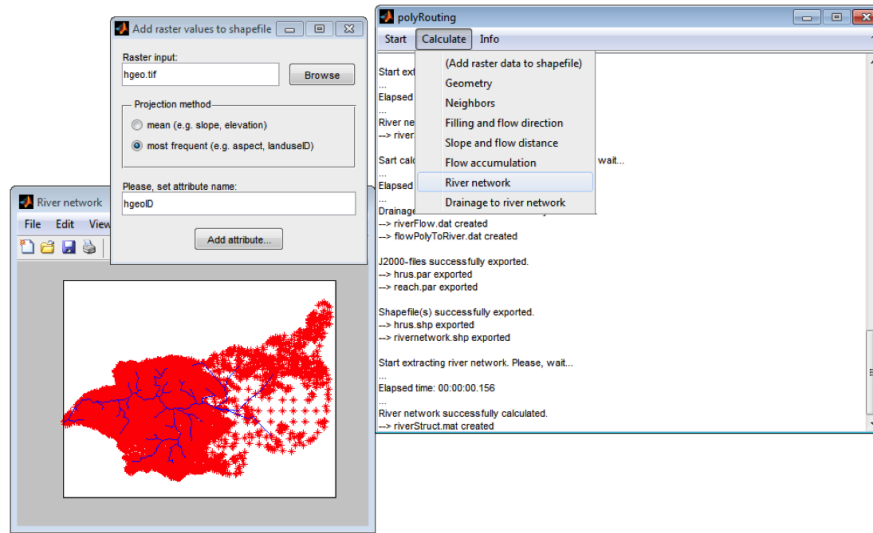 Add raster values to shapefile
Raster input:
hgeo.tif
Browse
Projection method
mean (e.g. slope, elevation)
most frequent (e.g. aspect, landuseID)
Please, set attribute name:
hgeoID
Add attribute...
River network
File Edit View
polyRouting
Start Calculate Info
(Add raster data to shapefile)
Geometry
Neighbors
Filling and flow direction
Slope and flow distance
Flow accumulation
River network
Drainage to river network
Start ext
...
Elapsed
...
River ne
--> river
Sart calc
wait...
...
Elapsed
...
Drainage
--> riverFlow.dat created
--> flowPolyToRiver.dat created
J2000-files successfully exported.
--> hrus.par exported
--> reach.par exported
Shapefile(s) successfully exported.
--> hrus.shp exported
--> rivernetwork.shp exported
Start extracting river network. Please, wait...
...
Elapsed time: 00:00:00.156
...
River network successfully calculated.
--> riverStruct.mat created